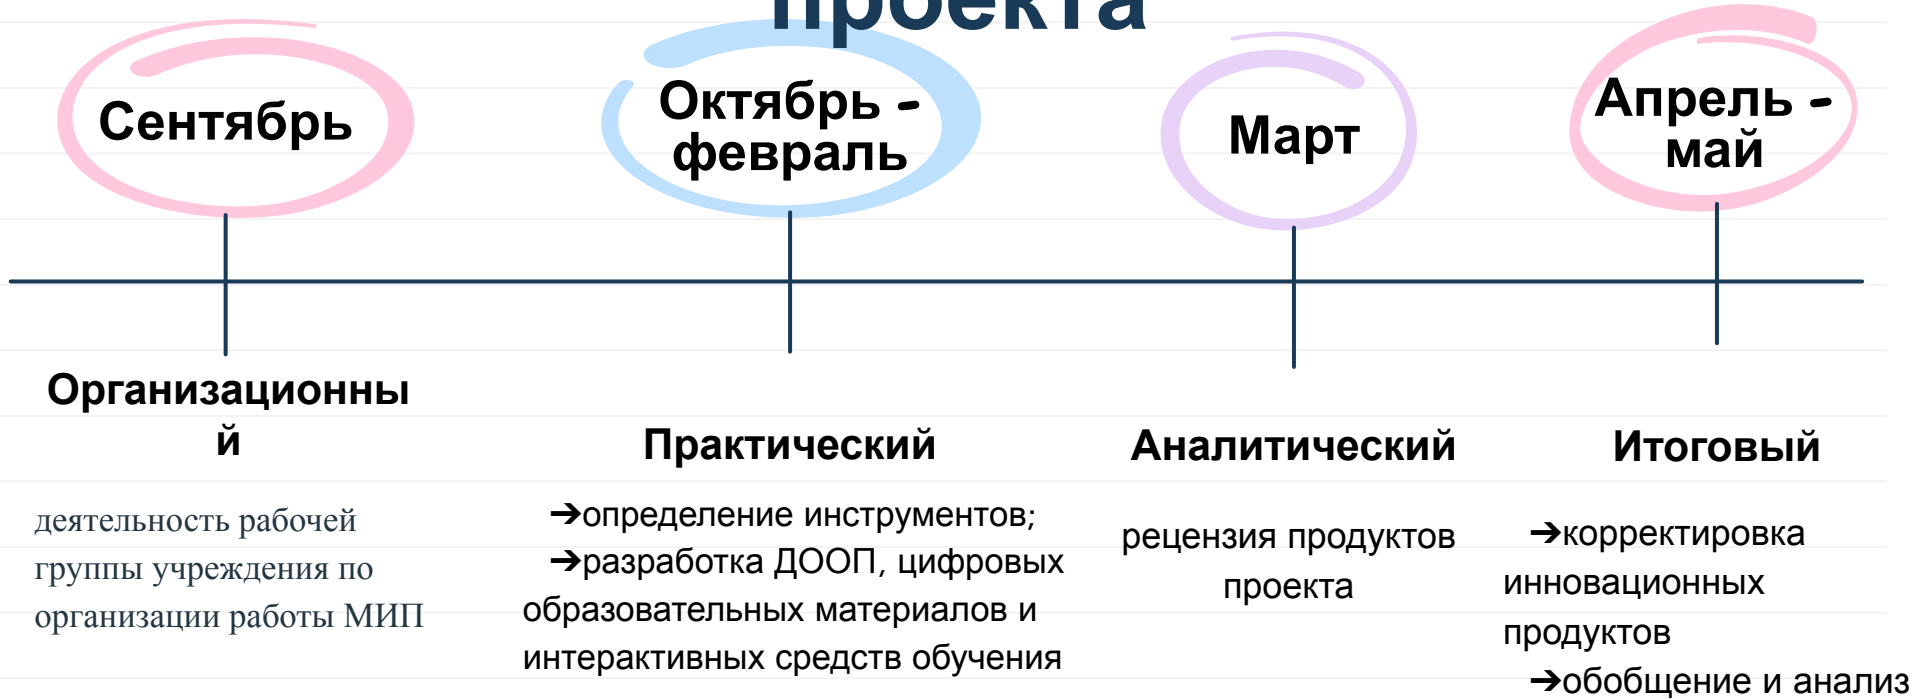 проекта
Сентябрь
Октябрь -
февраль
Март
Апрель -
май
Организационны
й
деятельность рабочей
группы учреждения по
организации работы МИП
Практический
➔определение инструментов;
➔разработка ДООП, цифровых
образовательных материалов и
интерактивных средств обучения
Аналитический
рецензия продуктов
проекта
Итоговый
➔корректировка
инновационных
продуктов
➔обобщение и анализ